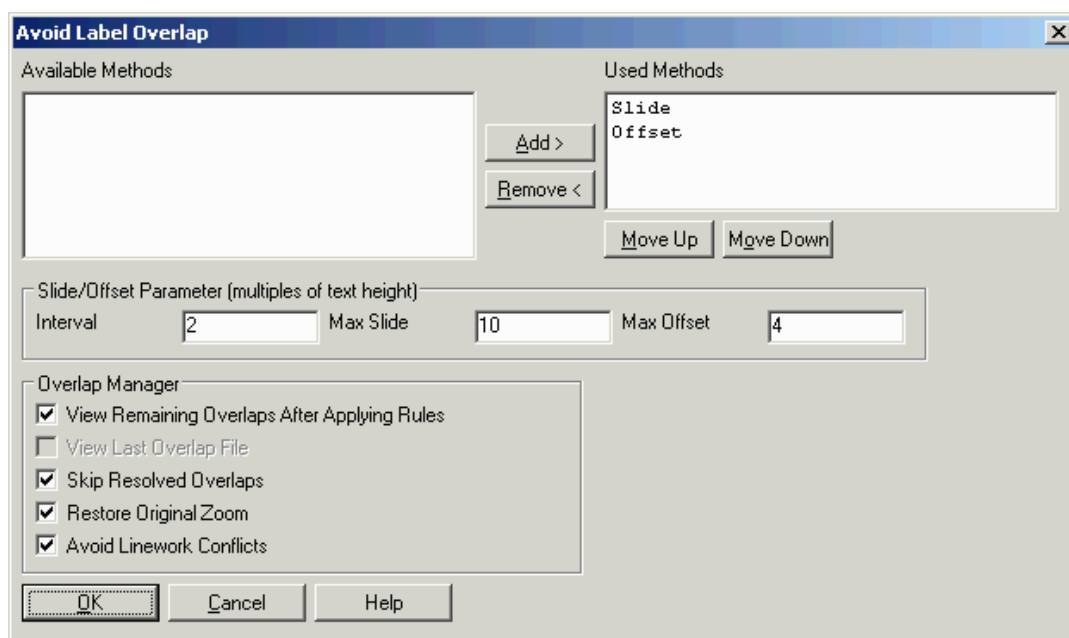 Avoid Label Overlap
Available Methods
Used Methods
Slide
Offset
Add >
Remove <
Move Up
Move Down
Slide/Offset Parameter (multiples of text height)
Interval 2 Max Slide 10 Max Offset 4
Overlap Manager
View Remaining Overlaps After Applying Rules
View Last Overlap File
Skip Resolved Overlaps
Restore Original Zoom
Avoid Linework Conflicts
OK Cancel Help